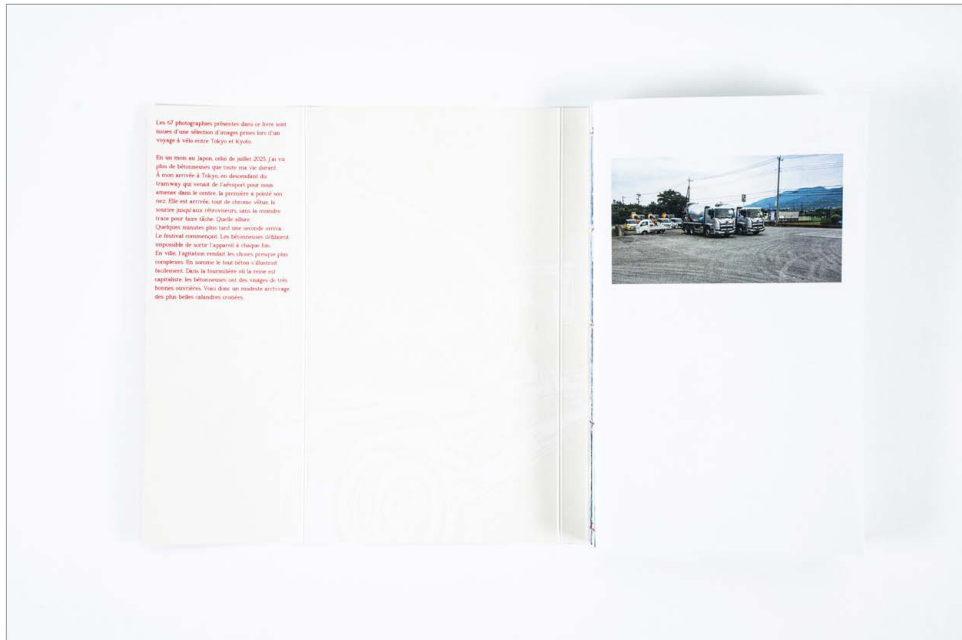 Les 67 photographies présentées dans ce livre sont
issues d'une sélection d'images prises lors d'un
voyage à vélo entre Tokyo et Kyoto.
En un mois au Japon, celui de juillet 2025, j'ai vu
plus de bétonneuses que toute ma vie durant.
À mon arrivée à Tokyo, en descendant du
tramway qui venait de l'aéroport pour nous
amener dans le centre, la première a pointé son
nez. Elle est arrivée, tout de chrome vêtue, le
sourire jusqu'aux rétroviseurs, sans la moindre
trace pour faire tâche. Quelle allure.
Quelques minutes plus tard une seconde arriva.
Le festival commençait. Les bétonneuses défilaient,
impossible de sortir l'appareil à chaque fois.
En ville, l'agitation rendait les choses presque plus
complexes. En somme le tout béton s'illustrait
facilement. Dans la fourmilière où la reine est
capitaliste, les bétonneuses ont des visages de très
bonnes ouvrières. Voici donc un modeste archivage
des plus belles calandres croisées.